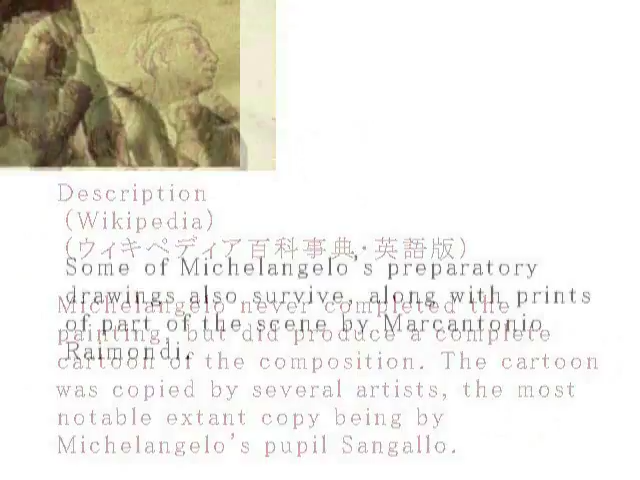 Description
(Wikipedia)
(ウィキペディア百科事典・英語版)
Some of Michelangelo's preparatory
drawings also survive, along with prints
of part of the scene by Marcantonio
Raimondi.
Michelangelo never completed the
painting, but did produce a complete
cartoon of the composition. The cartoon
was copied by several artists, the most
notable extant copy being by
Michelangelo's pupil Sangallo.